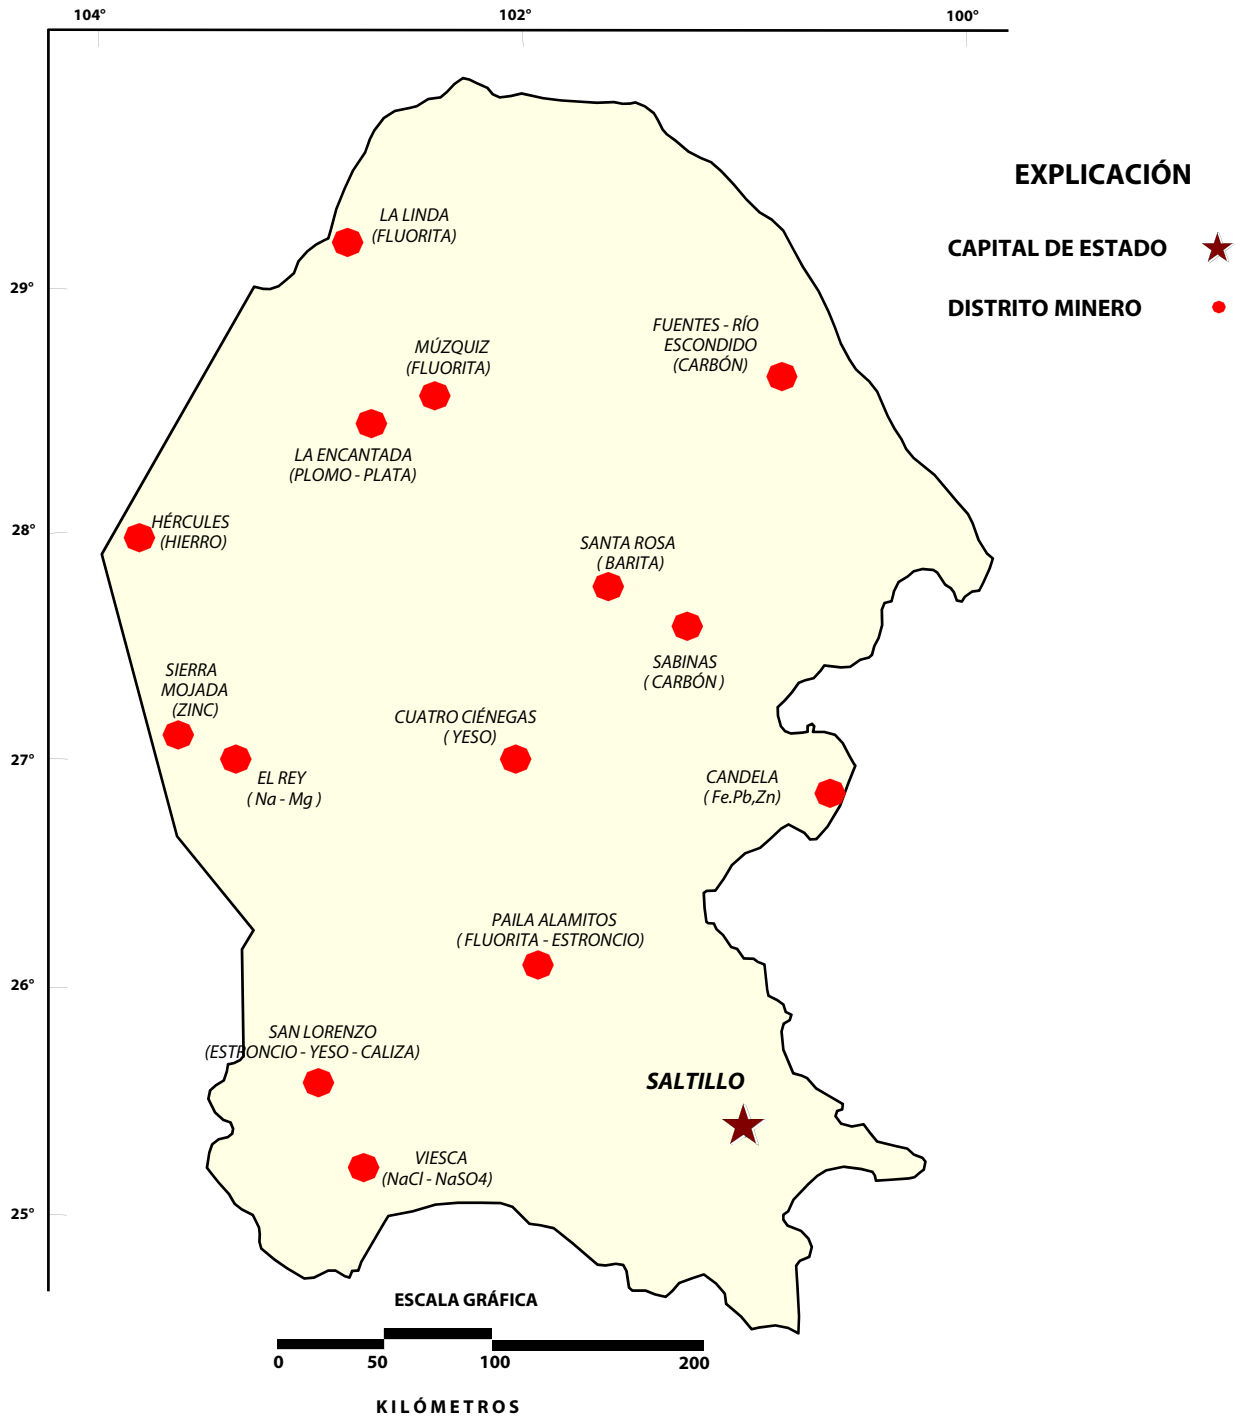 104°
102°
100°
EXPLICACIÓN
CAPITAL DE ESTADO
DISTRITO MINERO
LA LINDA
(FLUORITA)
29°
FUENTES - RÍO
ESCONDIDO
(CARBÓN)
MÚZQUIZ
(FLUORITA)
LA ENCANTADA
(PLOMO - PLATA)
28°
HÉRCULES
(HIERRO)
SANTA ROSA
( BARITA)
SABINAS
( CARBÓN )
SIERRA
MOJADA
(ZINC)
CUATRO CIÉNEGAS
( YESO)
27°
EL REY
( Na - Mg )
CANDELA
( Fe.Pb,Zn)
PAILA ALAMITOS
( FLUORITA - ESTRONCIO)
26°
SAN LORENZO
(ESTRONCIO - YESO - CALIZA)
SALTILLO
VIESCA
(NaCl - NaSO4)
25°
ESCALA GRÁFICA
0 50 100 200
KILÓMETROS